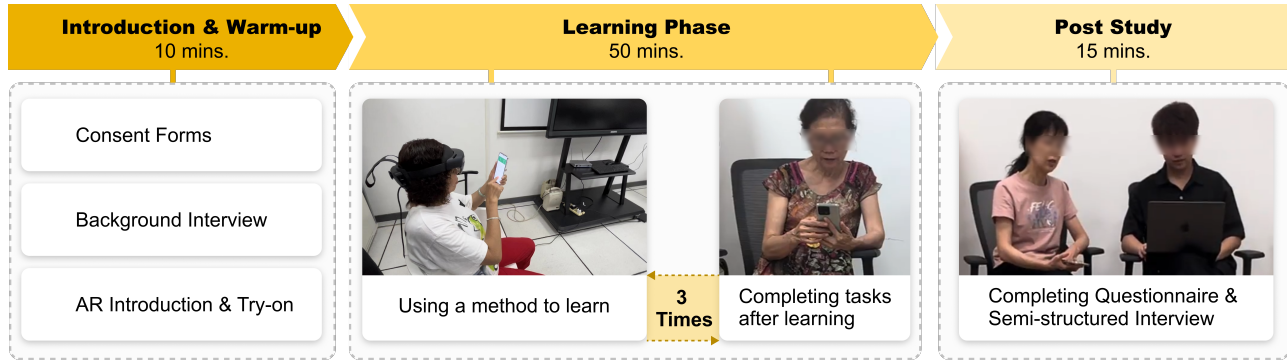 Introduction & Warm-up
10 mins.
Learning Phase
50 mins.
Post Study
15 mins.
Consent Forms
Background Interview
AR Introduction & Try-on
Using a method to learn
3
Times
Completing tasks
after learning
Completing Questionnaire &
Semi-structured Interview